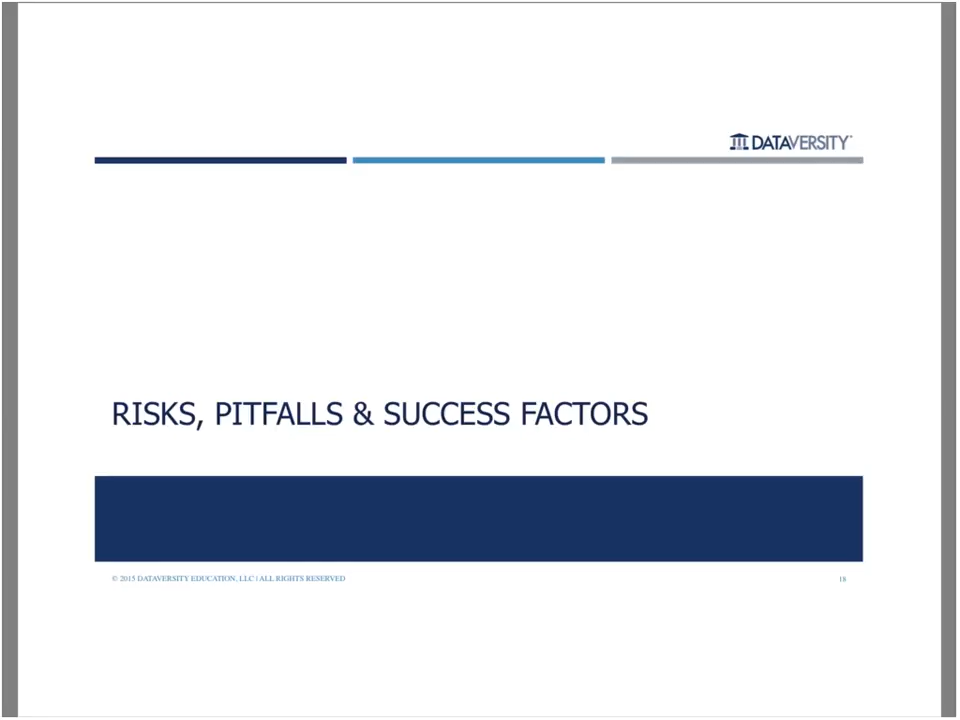 DATAVERSITY
RISKS, PITFALLS & SUCCESS FACTORS
© 2015 DATAVERSITY EDUCATION, LLC | ALL RIGHTS RESERVED
18